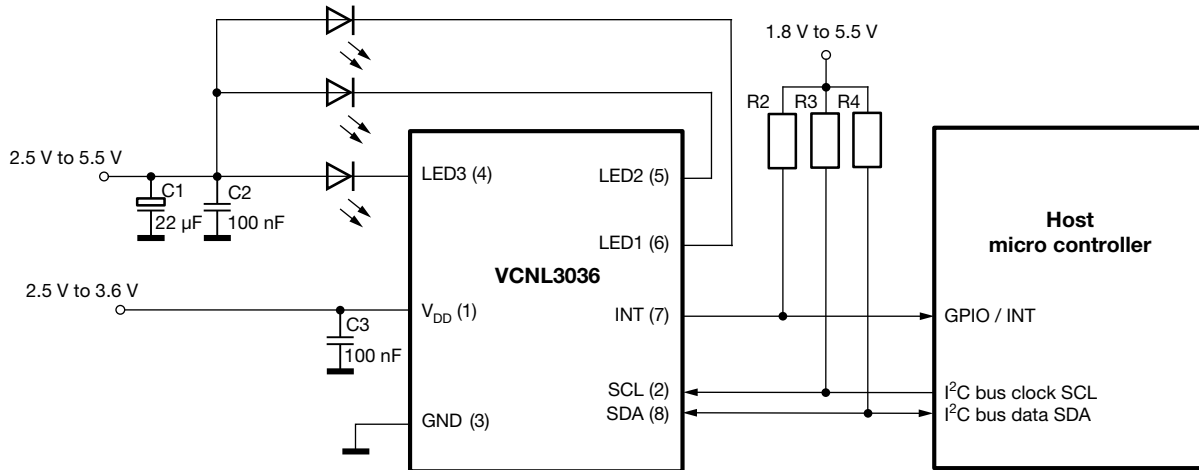 1.8 V to 5.5 V
R2 R3 R4
2.5 V to 5.5 V
C1
22 µF
C2
100 nF
LED3 (4)
LED2 (5)
LED1 (6)
VCNL3036
Host
micro controller
2.5 V to 3.6 V
C3
100 nF
VDD (1)
INT (7)
GPIO / INT
SCL (2)
I²C bus clock SCL
SDA (8)
I²C bus data SDA
GND (3)